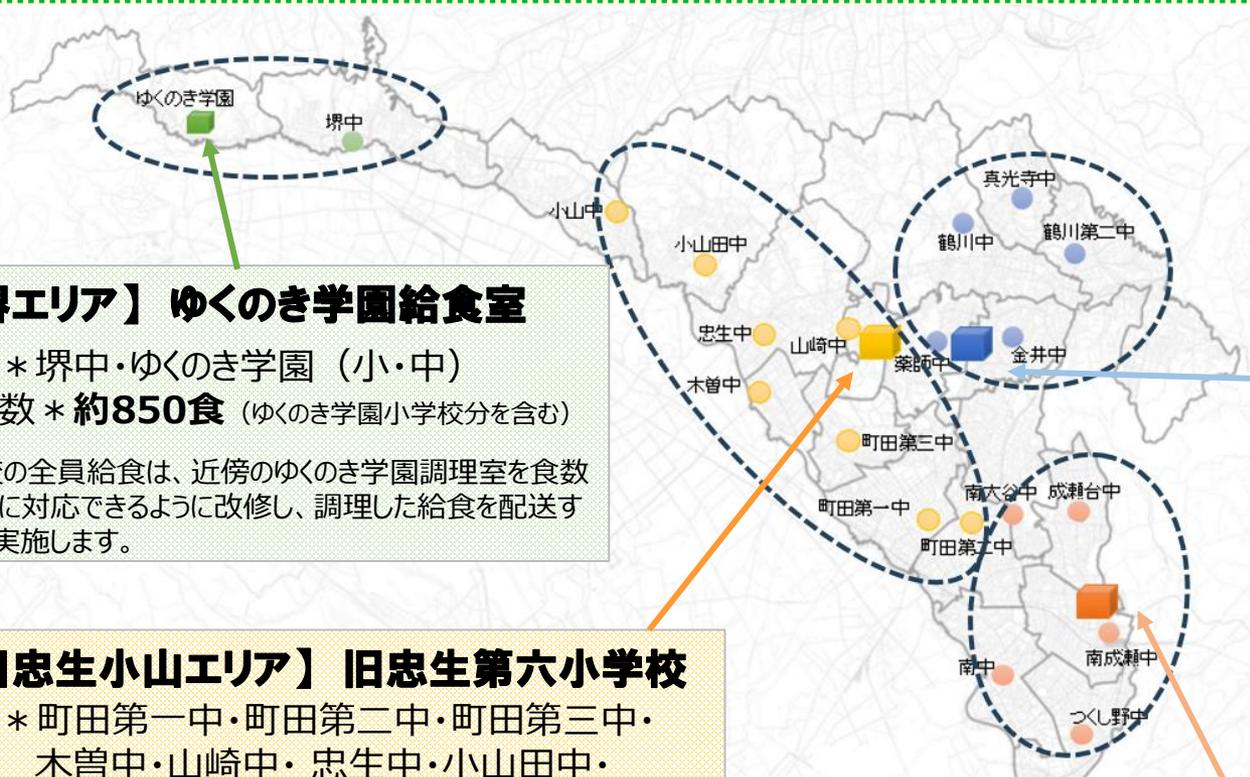 ゆくのき学園
堺中
小山中
小山田中
忠生中
山崎中
木曽中
町田第三中
町田第一中
町田第二中
真光寺中
鶴川中
鶴川第二中
薬師中
金井中
南大谷中
成瀬台中
南成瀬中
南中
つくし野中
エリア】 ゆくのき学園給食室
＊堺中・ゆくのき学園（小・中）
数＊約850食（ゆくのき学園小学校分を含む）
の全員給食は、近傍のゆくのき学園調理室を食数
に対応できるように改修し、調理した給食を配送す
実施します。
忠生小山エリア】 旧忠生第六小学校
＊町田第一中・町田第二中・町田第三中・
木曽中・山崎中・ 忠生中・小山田中・